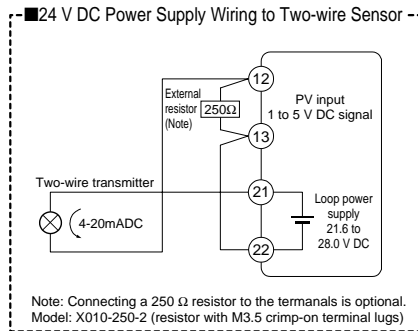 ■24 V DC Power Supply Wiring to Two-wire Sensor
12
External
resistor
(Note)
250Ω
PV input
1 to 5 V DC signal
13
Two-wire transmitter
21
4-20mADC
Loop power
supply
21.6 to
28.0 V DC
22
Note: Connecting a 250 Ω resistor to the termanals is optional.
Model: X010-250-2 (resistor with M3.5 crimp-on terminal lugs)